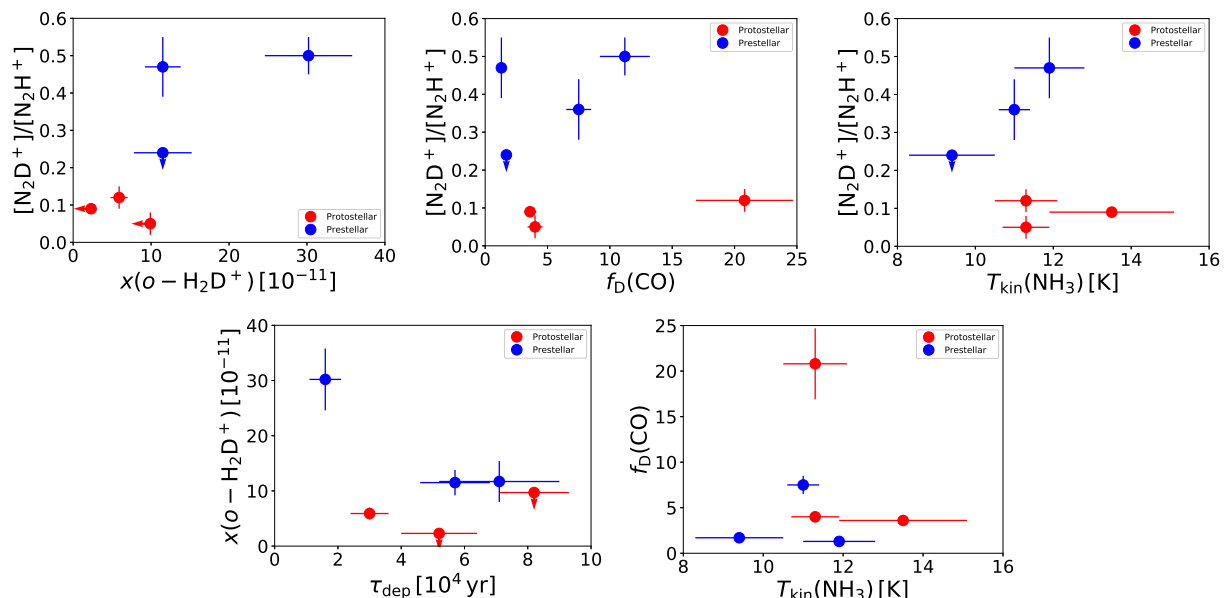 0.6
0.5
0.4
0.3
0.2
0.1
0.0
[N₂D⁺]/[N₂H⁺]
Protostellar
Prestellar
0 10 20 30 40
x(o − H₂D⁺) [10⁻¹¹]
0.6
0.5
0.4
0.3
0.2
0.1
0.0
[N₂D⁺]/[N₂H⁺]
Protostellar
Prestellar
0 5 10 15 20 25
f_D(CO)
0.6
0.5
0.4
0.3
0.2
0.1
0.0
[N₂D⁺]/[N₂H⁺]
Protostellar
Prestellar
8 10 12 14 16
T_kin(NH₃) [K]
40
30
20
10
0
x(o − H₂D⁺) [10⁻¹¹]
Protostellar
Prestellar
0 2 4 6 8 10
τ_dep [10⁴ yr]
25
20
15
10
5
0
f_D(CO)
Protostellar
Prestellar
8 10 12 14 16
T_kin(NH₃) [K]